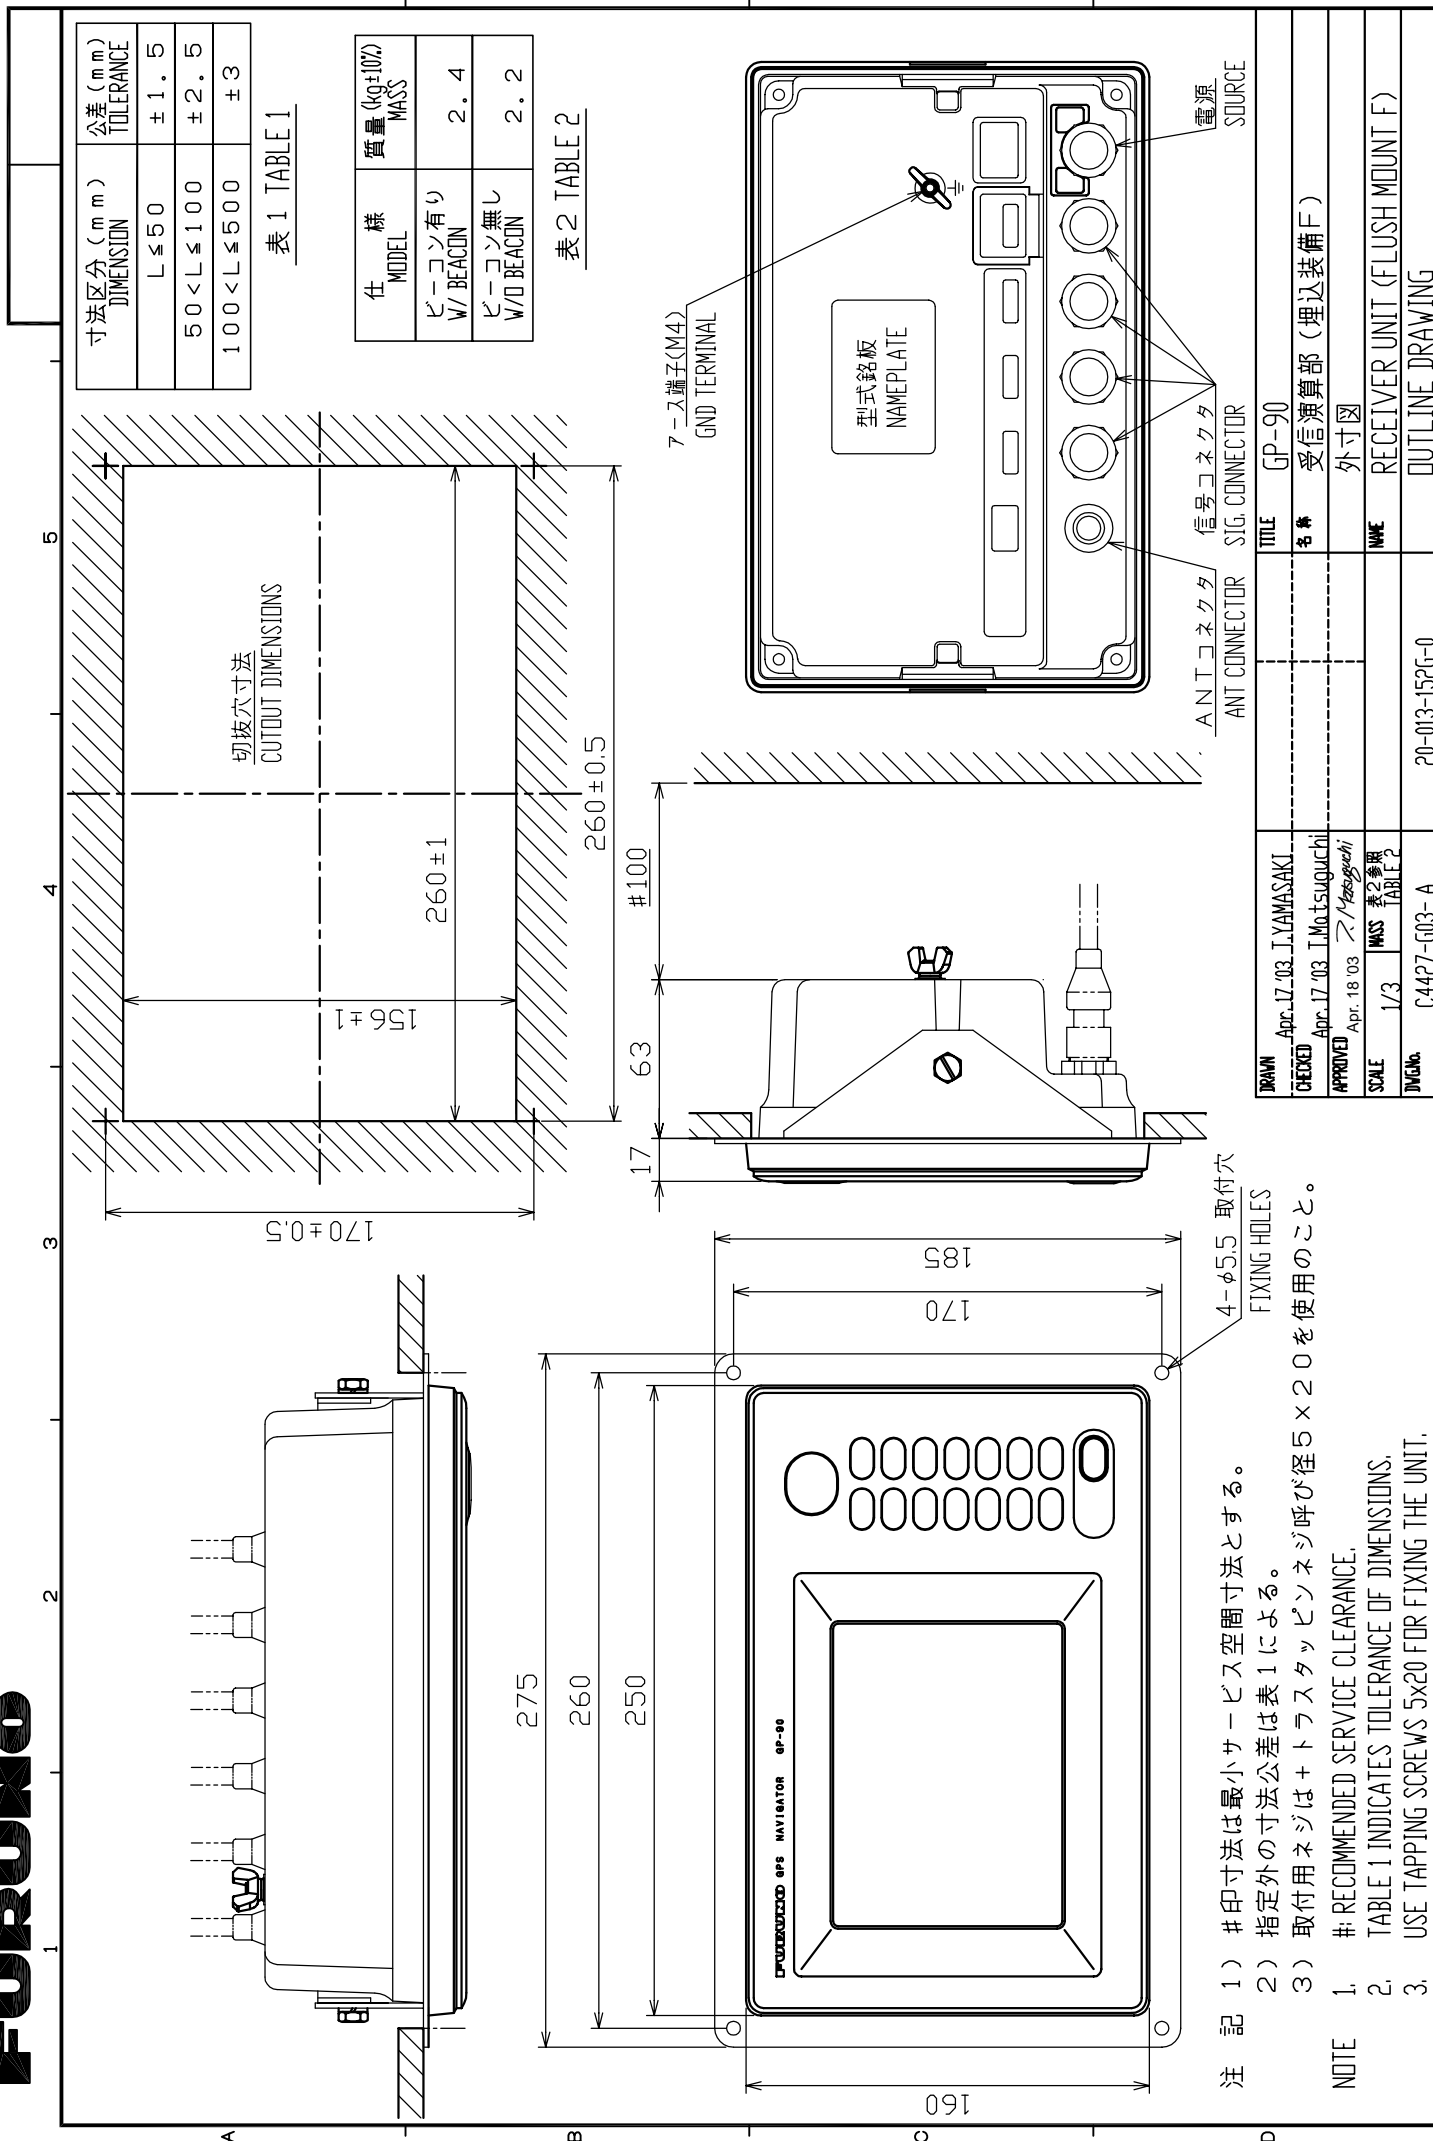 FURUNO
1
2
3
4
5
A
B
C
D
寸法区分 (mm)
DIMENSION
公差 (mm)
TOLERANCE
L≦50
±1.5
50<L≦100
±2.5
100<L≦500
±3
表1 TABLE 1
仕 様
MODEL
質量 (kg±10%)
MASS
ビーコン有り
W/ BEACON
2.4
ビーコン無し
W/O BEACON
2.2
表2 TABLE 2
切抜穴寸法
CUTOUT DIMENSIONS
156±1
260±1
260±0.5
170±0.5
アース端子(M4)
GND TERMINAL
型式銘板
NAMEPLATE
電源
SOURCE
信号コネクタ
SIG. CONNECTOR
ANTコネクタ
ANT CONNECTOR
#100
63
17
275
260
250
185
170
160
4-φ5.5 取付穴
FIXING HOLES
FURUNO GPS NAVIGATOR GP-90
注 記 1) #印寸法は最小サービス空間寸法とする。
2) 指定外の寸法公差は表1による。
3) 取付用ネジは+トラスタッピンネジ呼び径5×20を使用のこと。
NOTE 1. #: RECOMMENDED SERVICE CLEARANCE.
2. TABLE 1 INDICATES TOLERANCE OF DIMENSIONS.
3. USE TAPPING SCREWS 5x20 FOR FIXING THE UNIT.
DRAWN Apr. 17 '03 T.YAMASAKI
CHECKED Apr. 17 '03 T.Matsuguchi
APPROVED Apr. 18 '03
SCALE 1/3
MASS 表2参照
TABLE 2
DWG.No. C4427-G03-A
20-013-152G-0
TITLE GP-90
名称 受信演算部 (埋込装備F)
外寸図
NAME RECEIVER UNIT (FLUSH MOUNT F)
OUTLINE DRAWING